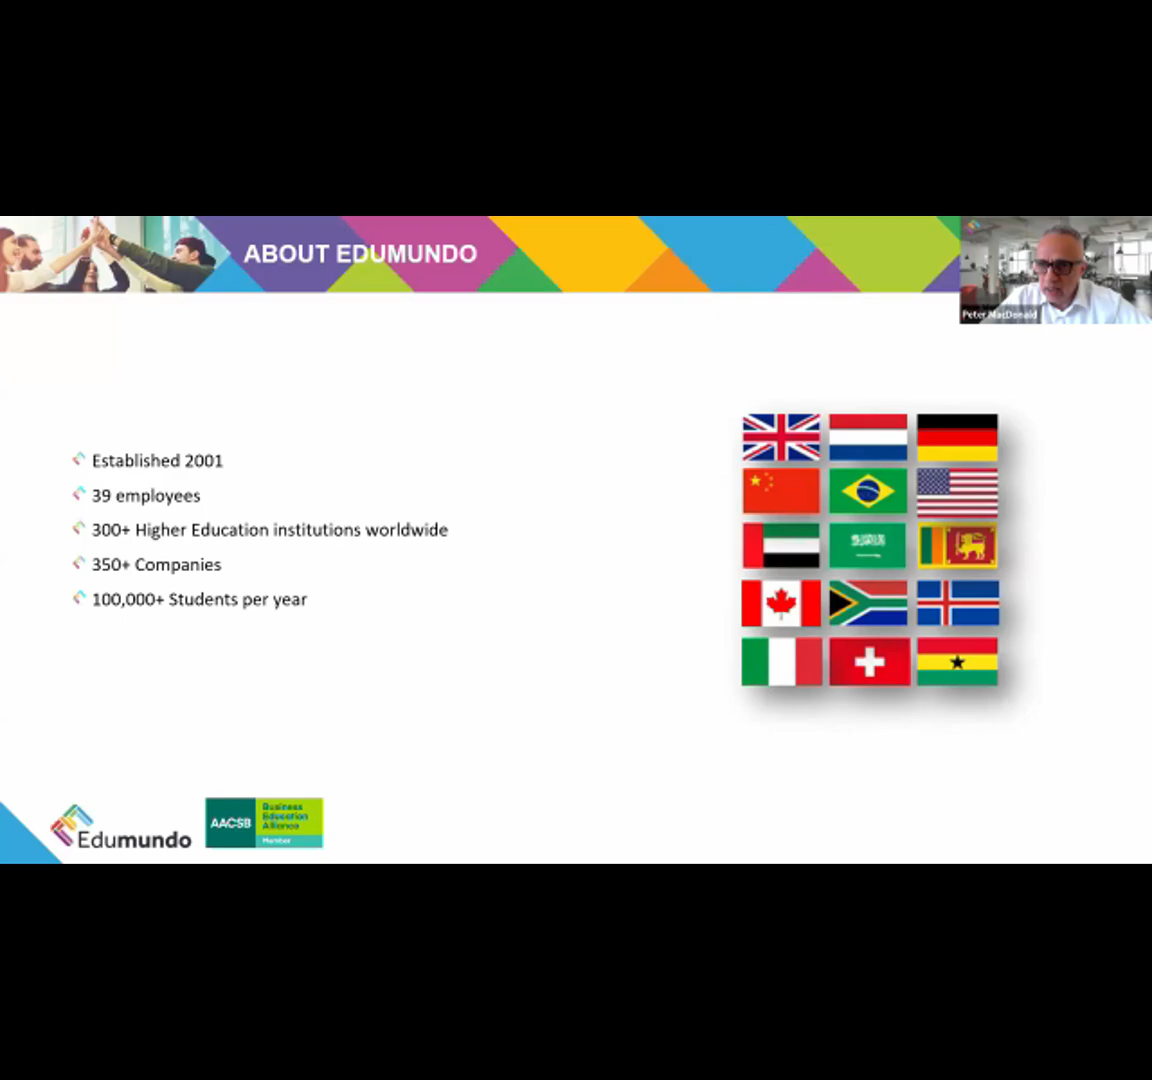 ABOUT EDUMUNDO
Peter MacDonald
Established 2001
39 employees
300+ Higher Education institutions worldwide
350+ Companies
100,000+ Students per year
Edumundo
AACSB
Business
Education
Alliance
Member